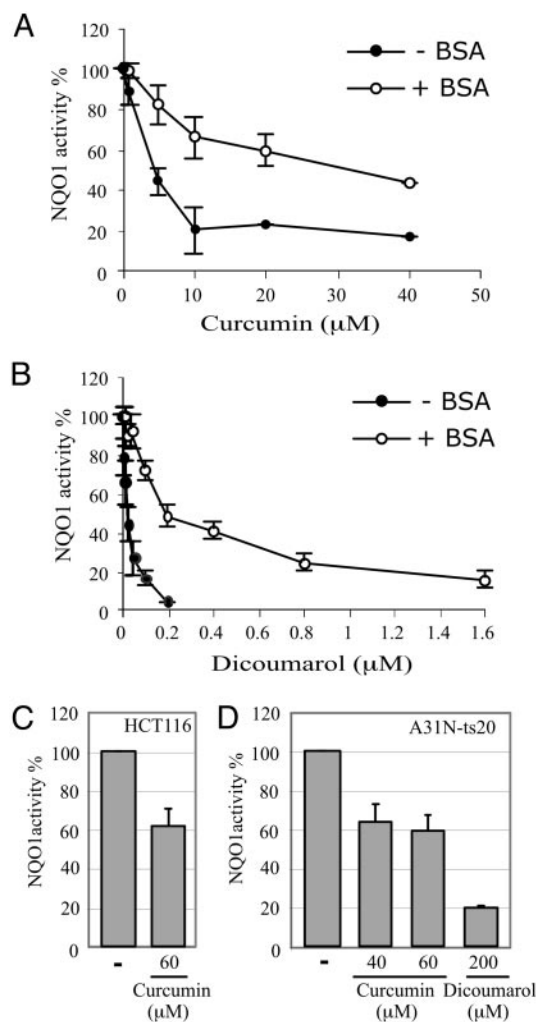 A
120
100
80
60
40
20
0
NQO1 activity %
- BSA
+ BSA
0 10 20 30 40 50
Curcumin (μM)
B
120
100
80
60
40
20
0
NQO1 activity %
- BSA
+ BSA
0 0.2 0.4 0.6 0.8 1 1.2 1.4 1.6
Dicoumarol (μM)
C
120
100
80
60
40
20
0
NQO1activity %
HCT116
- 60
Curcumin
(μM)
D
120
100
80
60
40
20
0
NQO1activity %
A31N-ts20
- 40 60 200
Curcumin Dicoumarol
(μM) (μM)